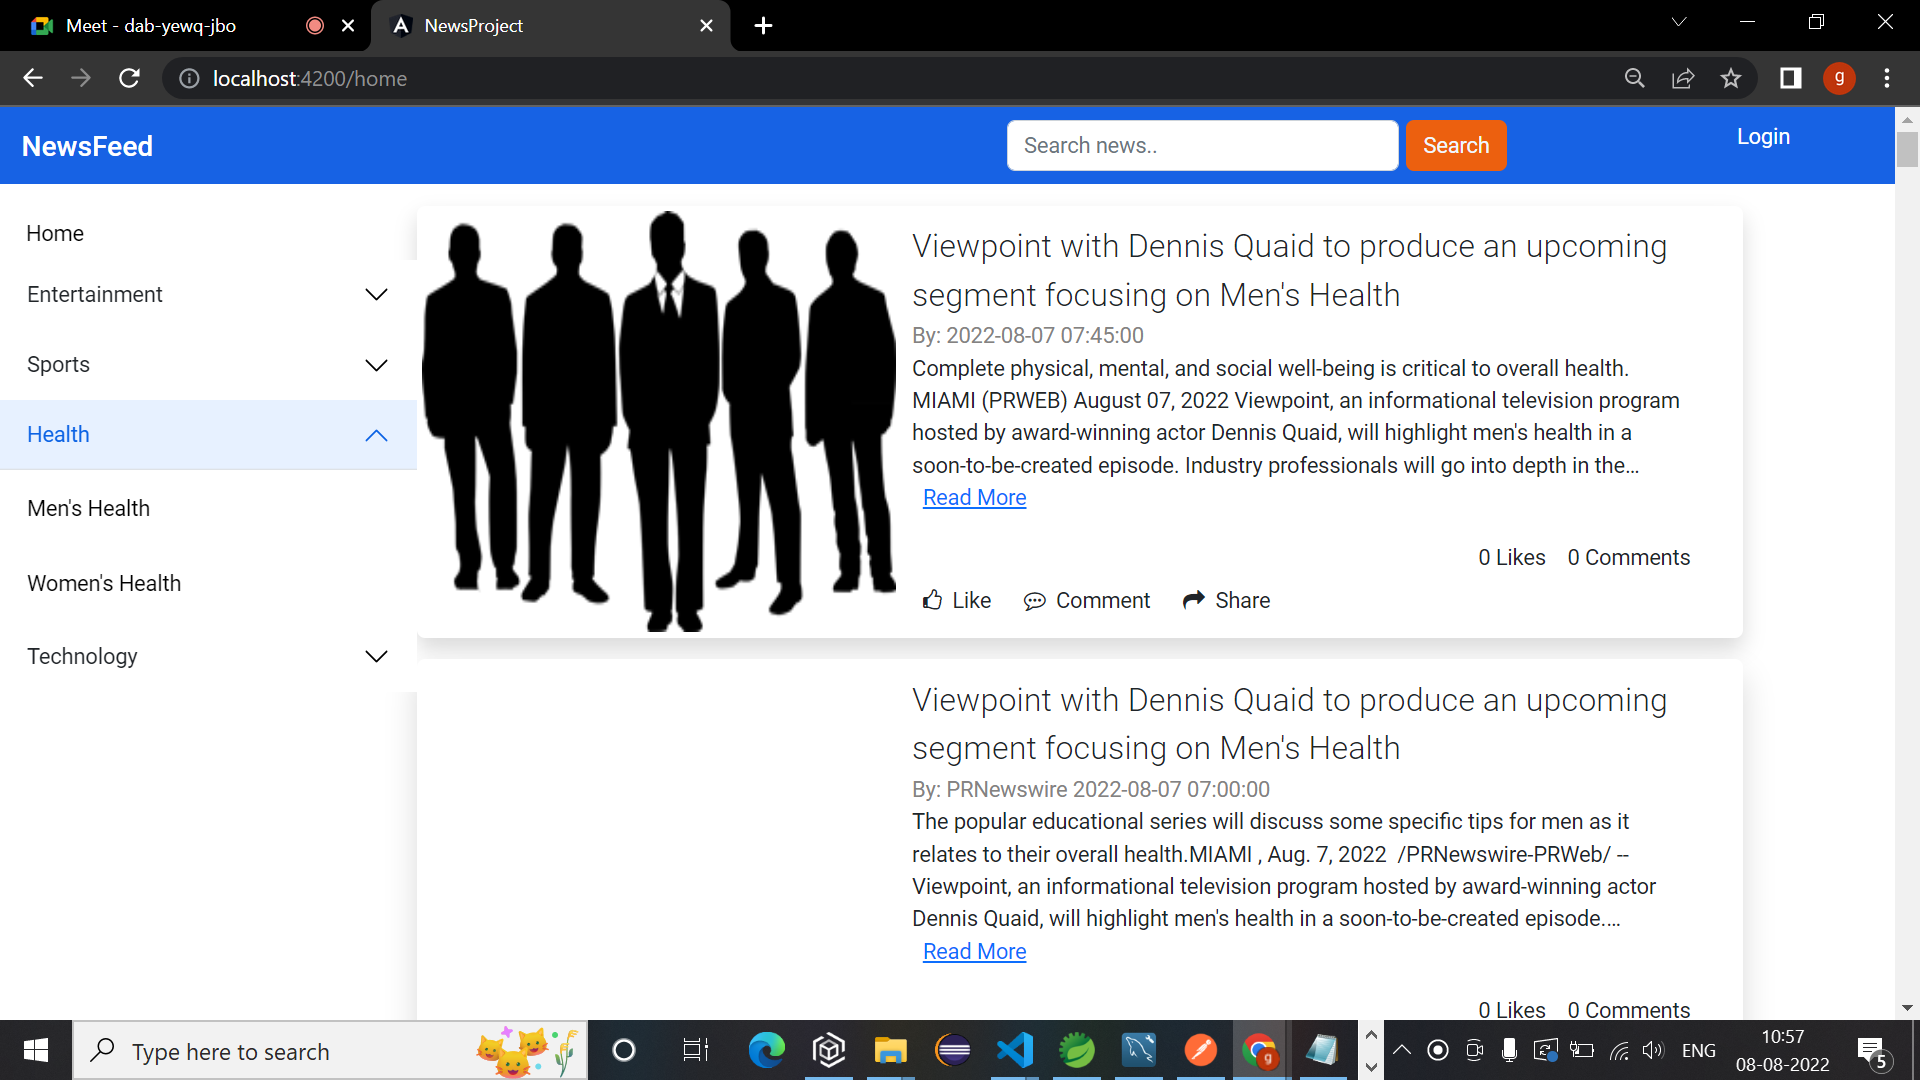 Meet - dab-yewq-jbo
NewsProject
localhost:4200/home
g
NewsFeed
Search news..
Search
Login
Home
Entertainment
Sports
Health
Men's Health
Women's Health
Technology
Viewpoint with Dennis Quaid to produce an upcoming
segment focusing on Men's Health
By: 2022-08-07 07:45:00
Complete physical, mental, and social well-being is critical to overall health.
MIAMI (PRWEB) August 07, 2022 Viewpoint, an informational television program
hosted by award-winning actor Dennis Quaid, will highlight men's health in a
soon-to-be-created episode. Industry professionals will go into depth in the...
Read More
0 Likes 0 Comments
Like Comment Share
Viewpoint with Dennis Quaid to produce an upcoming
segment focusing on Men's Health
By: PRNewswire 2022-08-07 07:00:00
The popular educational series will discuss some specific tips for men as it
relates to their overall health.MIAMI , Aug. 7, 2022 /PRNewswire-PRWeb/ --
Viewpoint, an informational television program hosted by award-winning actor
Dennis Quaid, will highlight men's health in a soon-to-be-created episode....
Read More
0 Likes 0 Comments
Type here to search
g
ENG
10:57
08-08-2022
5